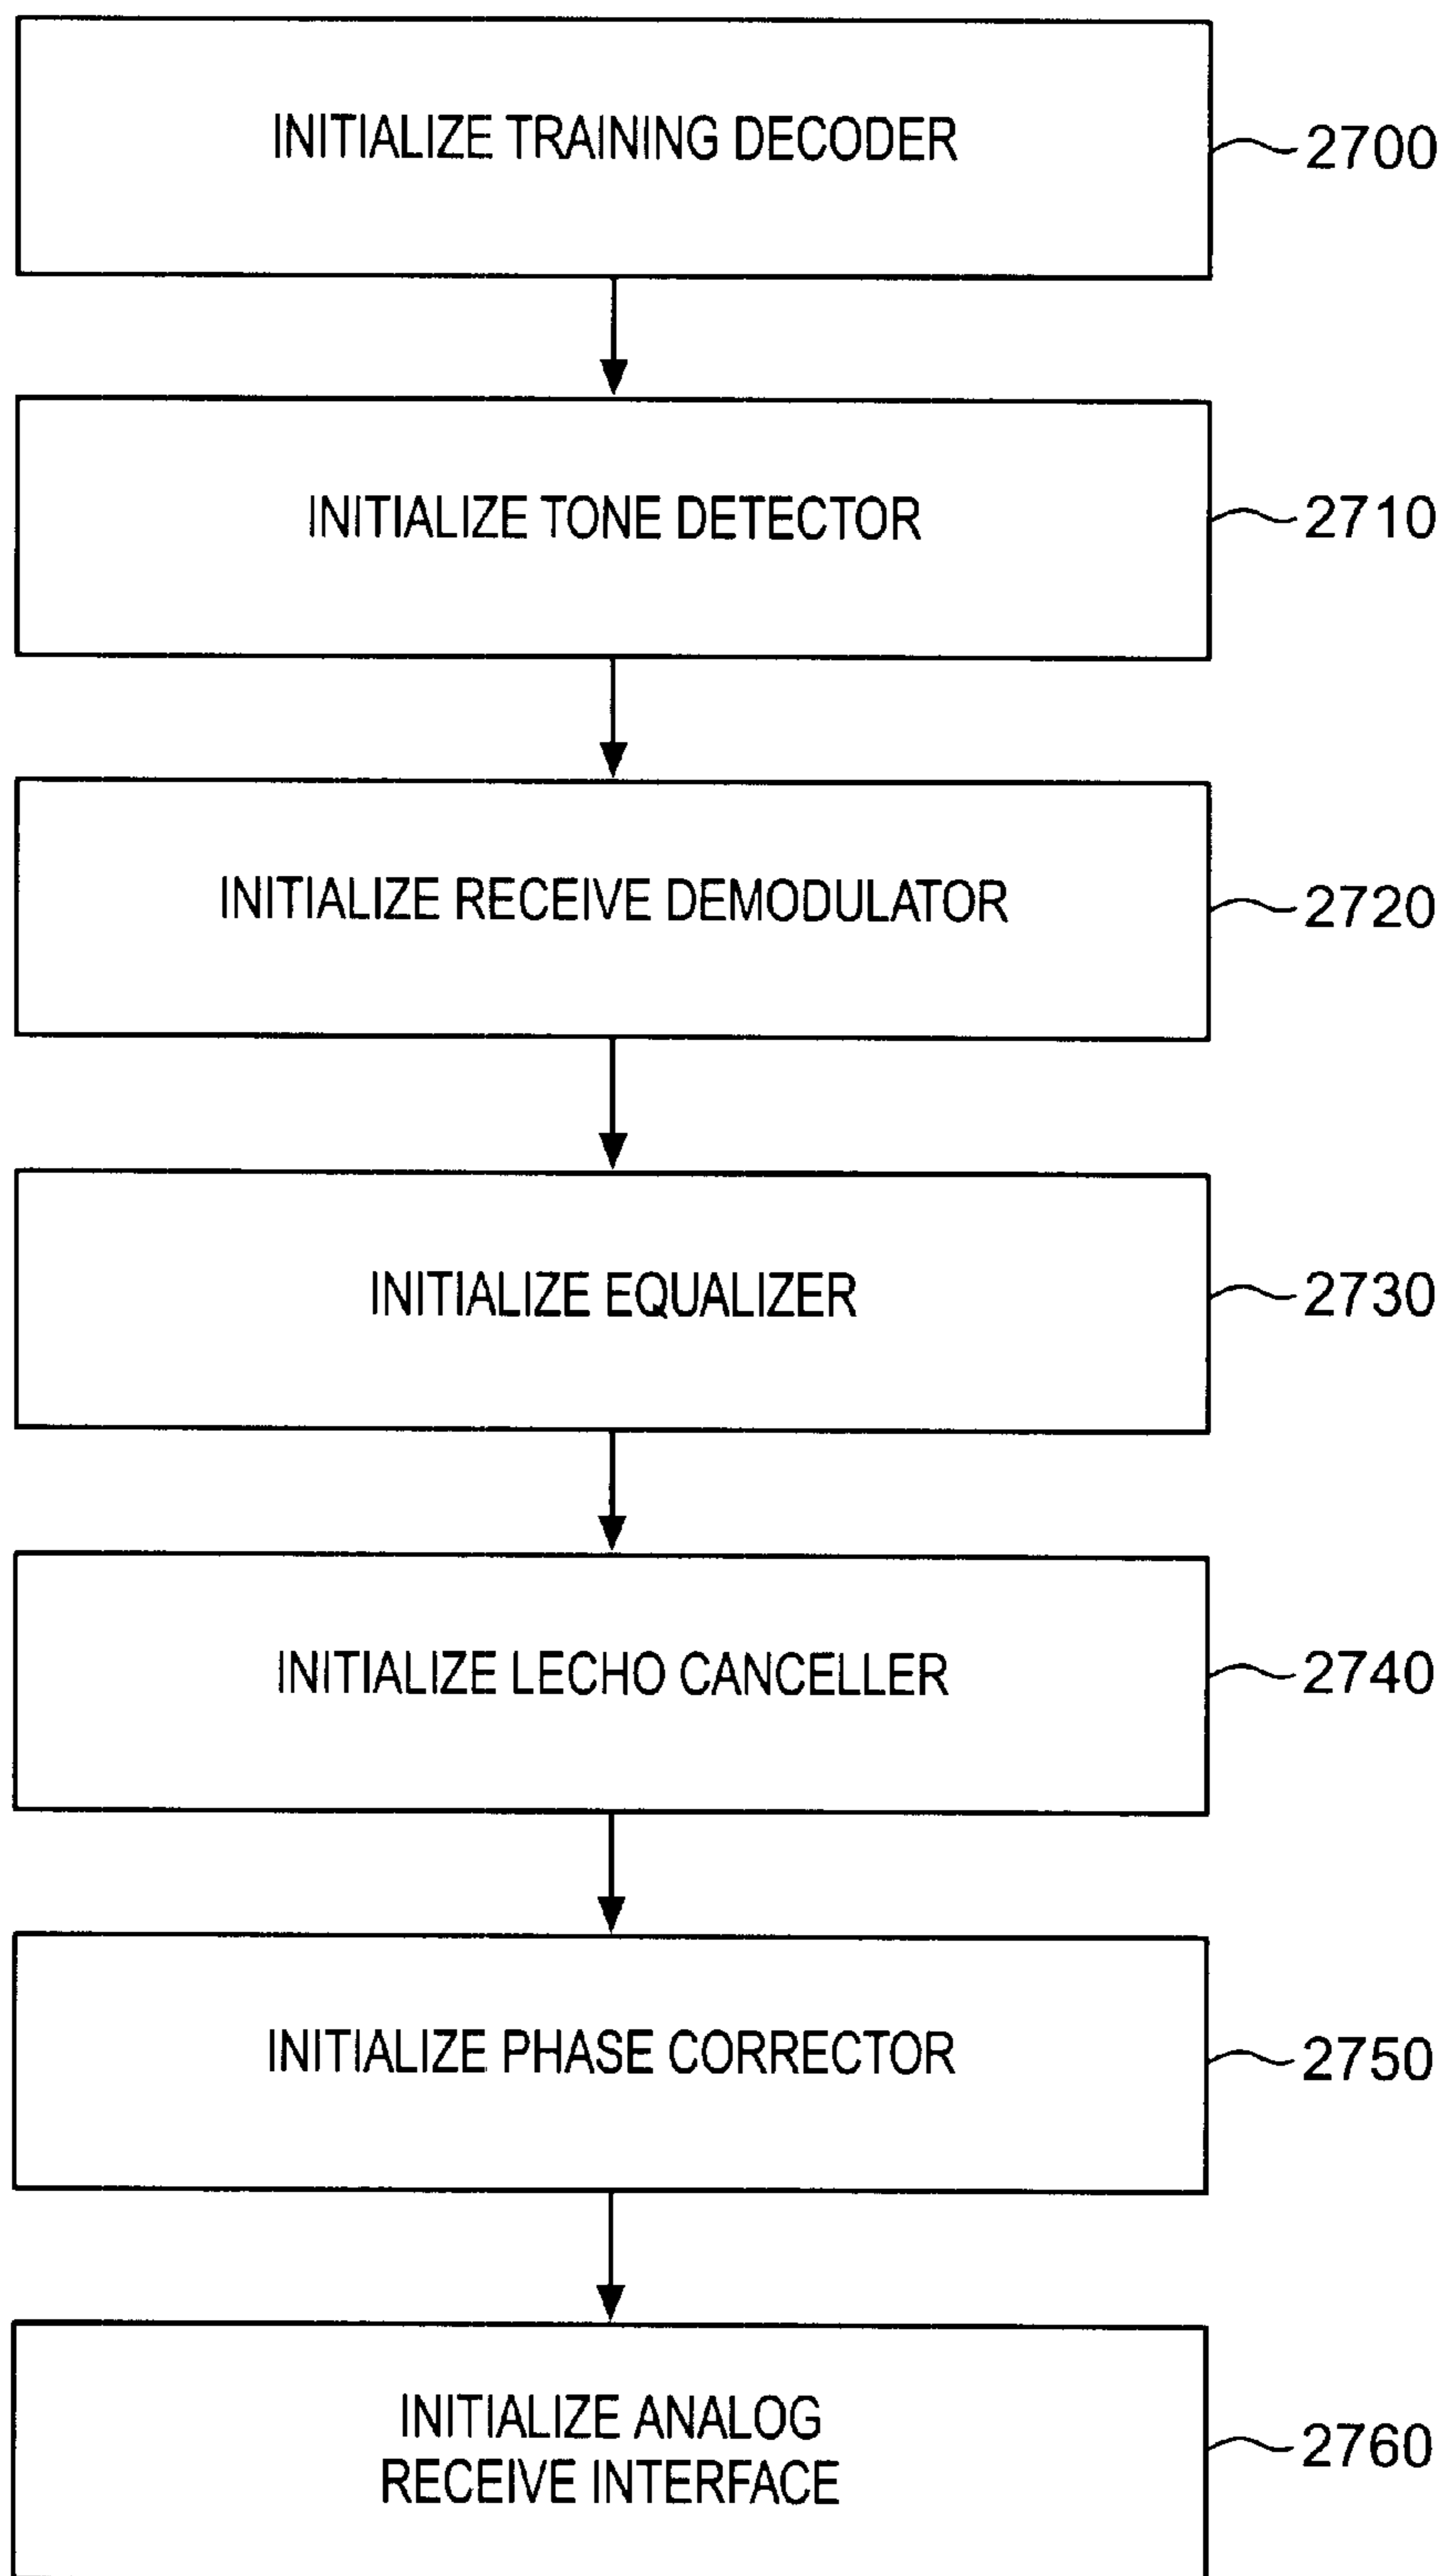 INITIALIZE TRAINING DECODER
2700
INITIALIZE TONE DETECTOR
2710
INITIALIZE RECEIVE DEMODULATOR
2720
INITIALIZE EQUALIZER
2730
INITIALIZE LECHO CANCELLER
2740
INITIALIZE PHASE CORRECTOR
2750
INITIALIZE ANALOG
RECEIVE INTERFACE
2760